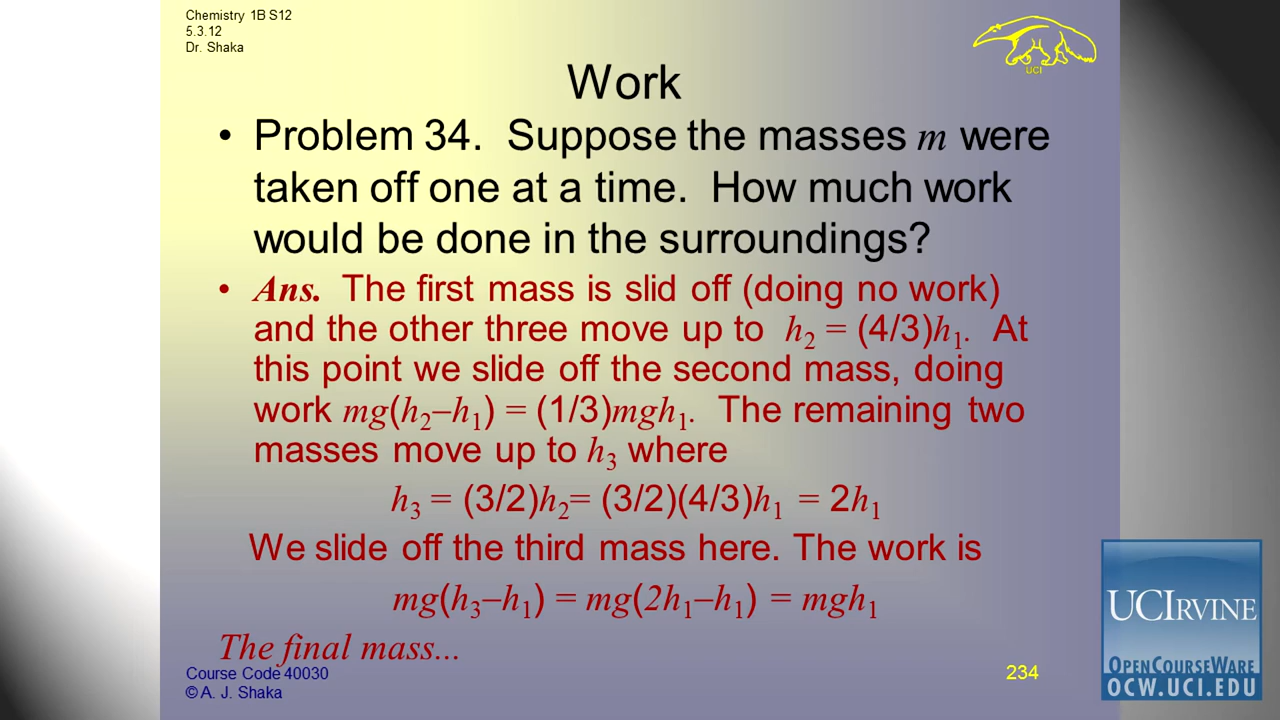 Chemistry 1B S12
5.3.12
Dr. Shaka
UCI
Work
• Problem 34. Suppose the masses m were
taken off one at a time. How much work
would be done in the surroundings?
• Ans. The first mass is slid off (doing no work)
and the other three move up to h₂ = (4/3)h₁. At
this point we slide off the second mass, doing
work mg(h₂–h₁) = (1/3)mgh₁. The remaining two
masses move up to h₃ where
h₃ = (3/2)h₂= (3/2)(4/3)h₁ = 2h₁
We slide off the third mass here. The work is
mg(h₃–h₁) = mg(2h₁–h₁) = mgh₁
The final mass...
Course Code 40030
© A. J. Shaka
234
UCIRVINE
OPENCOURSEWARE
OCW.UCI.EDU